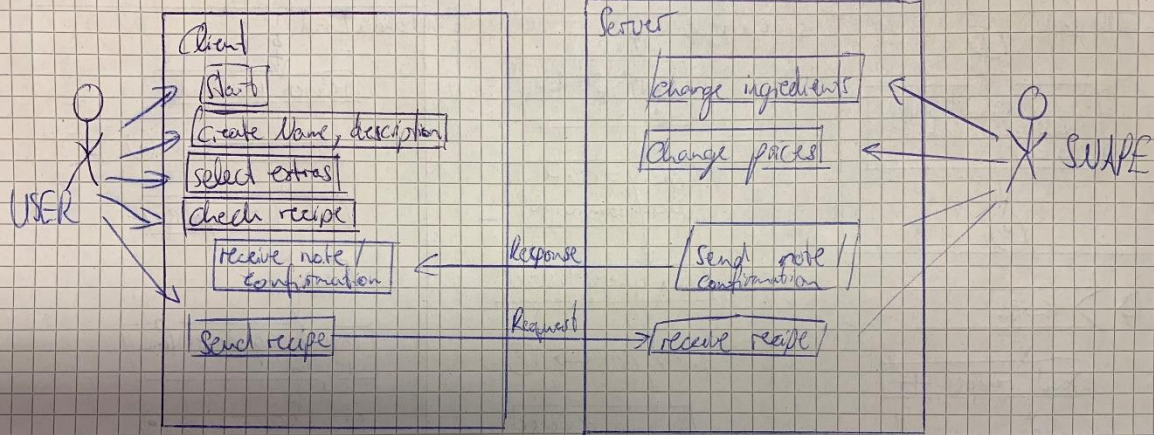 Client
Start
Create Name, description
select extras
check recipe
receive note/
confirmation
Send recipe
USER
Response
Request
Server
Change ingredients
Change prices
Send note/
confirmation
receive recipe
SNAPE